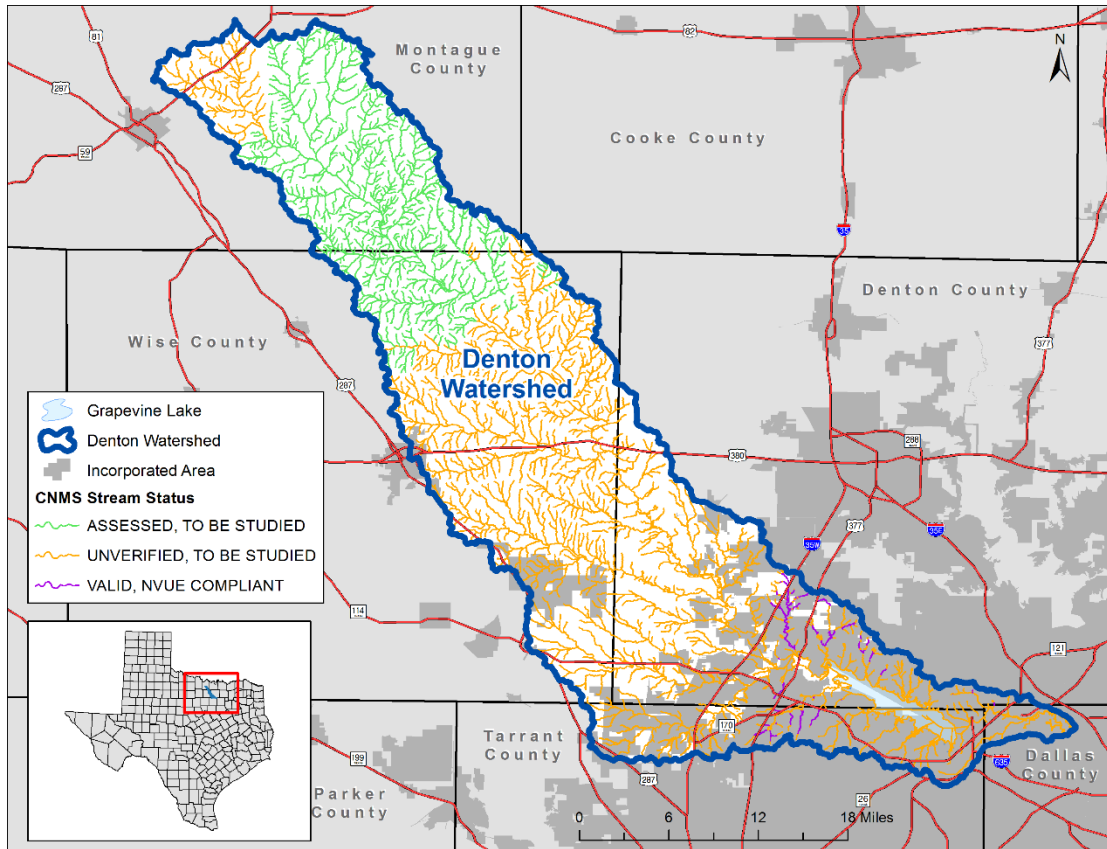 81
82
N
Montague
County
287
Cooke County
59
35
Denton County
377
Wise County
Denton
Watershed
287
288
380
Grapevine Lake
Denton Watershed
Incorporated Area
CNMS Stream Status
ASSESSED, TO BE STUDIED
UNVERIFIED, TO BE STUDIED
VALID, NVUE COMPLIANT
377
35E
35W
114
121
170
Tarrant
County
199
287
635
Dallas
County
Parker
County
26
0 6 12 18 Miles